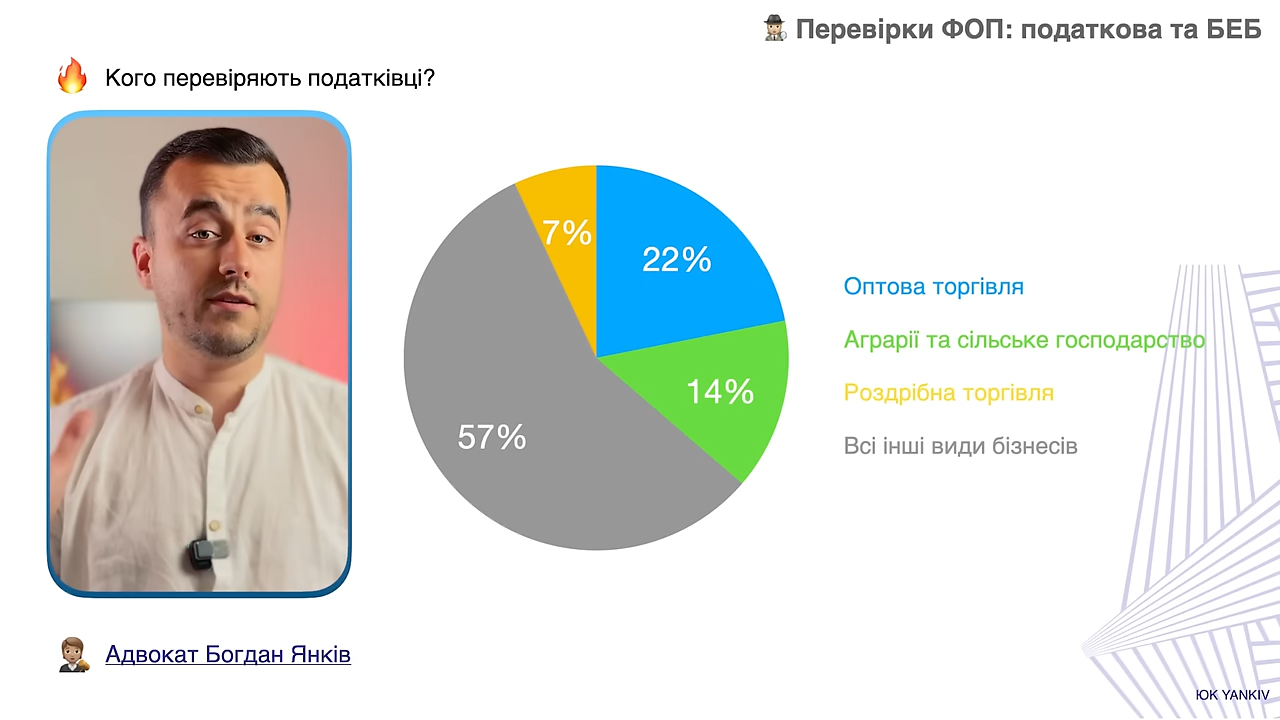 Перевірки ФОП: податкова та БЕБ
Кого перевіряють податківці?
7%
22%
14%
57%
Оптова торгівля
Аграрії та сільське господарство
Роздрібна торгівля
Всі інші види бізнесів
Адвокат Богдан Янків
ЮК YANKIV